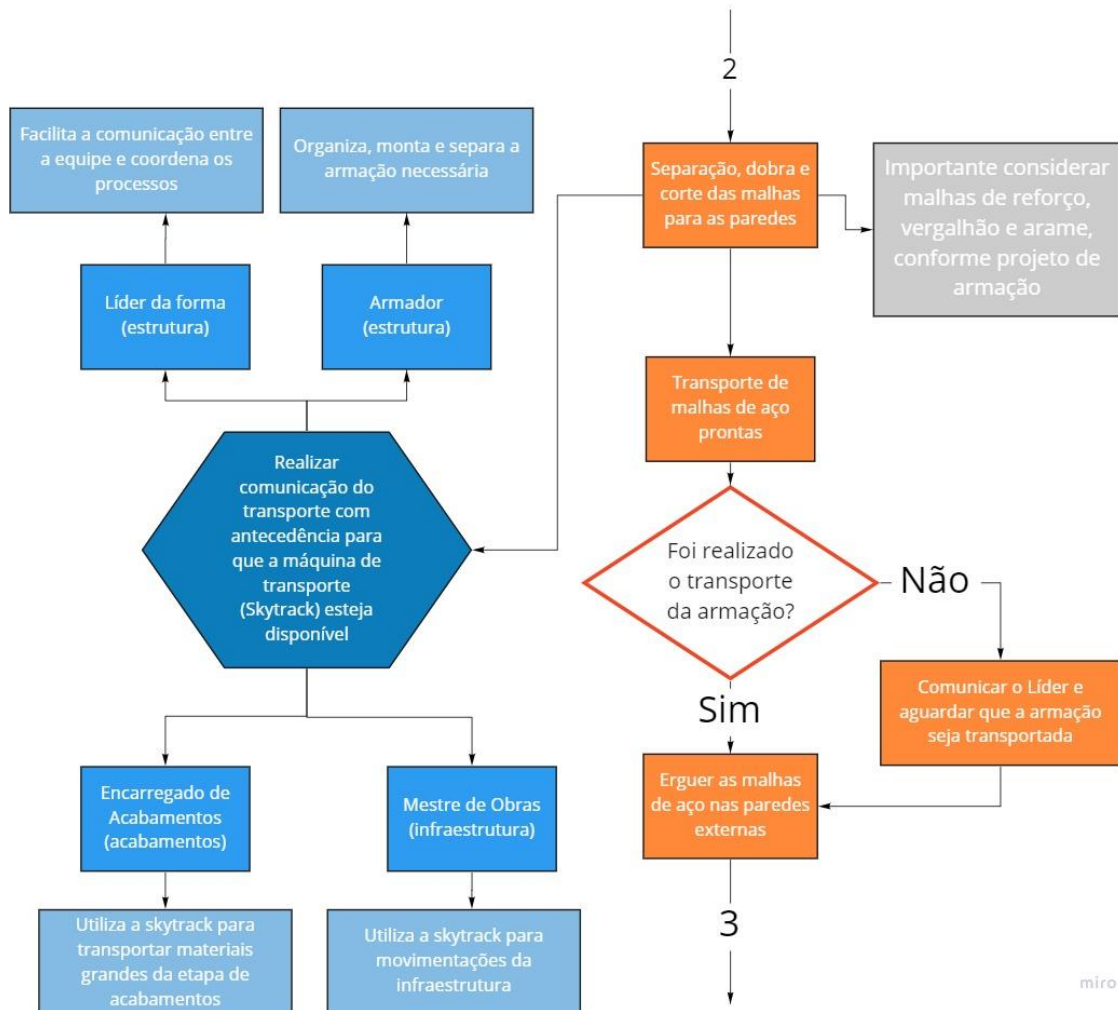 2
Facilita a comunicação entre
a equipe e coordena os
processos
Organiza, monta e separa a
armação necessária
Separação, dobra e
corte das malhas
para as paredes
Importante considerar
malhas de reforço,
vergalhão e arame,
conforme projeto de
armação
Líder da forma
(estrutura)
Armador
(estrutura)
Transporte de
malhas de aço
prontas
Realizar
comunicação do
transporte com
antecedência para
que a máquina de
transporte
(Skytrack) esteja
disponível
Foi realizado
o transporte
da armação?
Não
Sim
Comunicar o Líder e
aguardar que a armação
seja transportada
Erguer as malhas
de aço nas paredes
externas
Encarregado de
Acabamentos
(acabamentos)
Mestre de Obras
(infraestrutura)
Utiliza a skytrack para
transportar materiais
grandes da etapa de
acabamentos
Utiliza a skytrack para
movimentações da
infraestrutura
3
miro